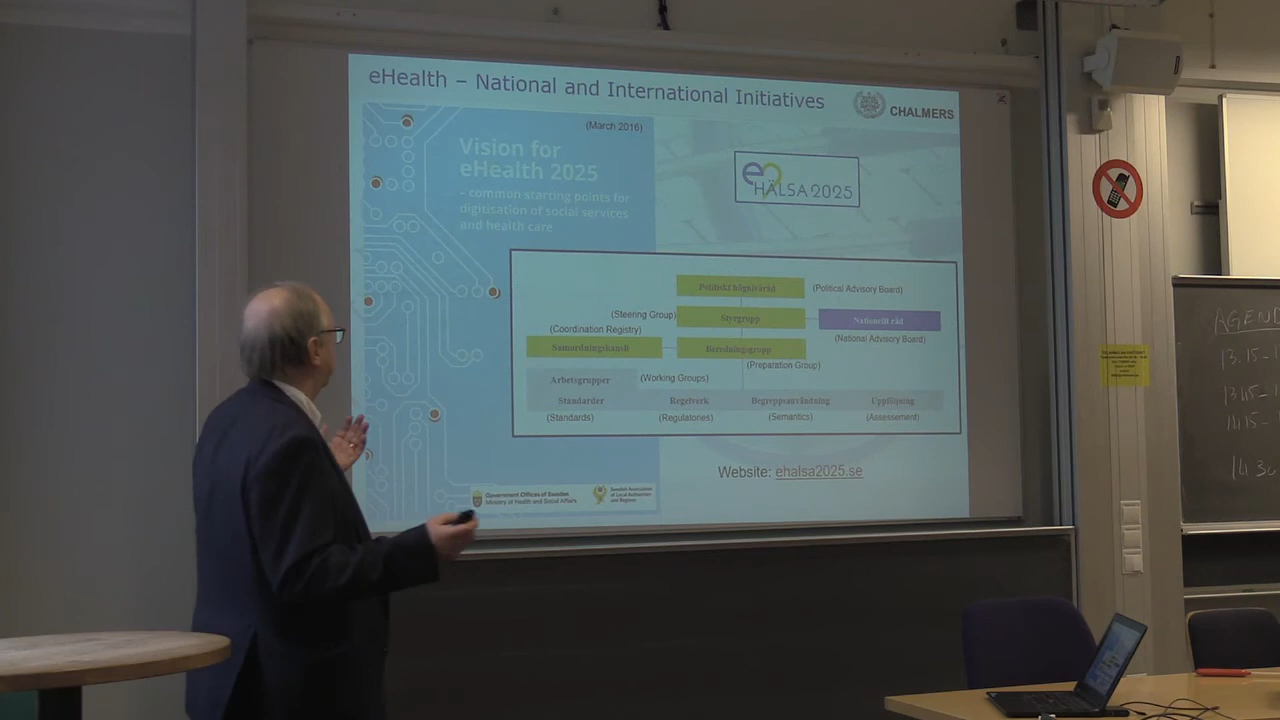 eHealth – National and International Initiatives
CHALMERS
(March 2016)
Vision for
eHealth 2025
– common starting points for
digitisation of social services
and health care
eHÄLSA 2025
Politiskt högnivåråd
(Political Advisory Board)
(Steering Group)
Styrgrupp
Nationellt råd
(Coordination Registry)
(National Advisory Board)
Samordningskansli
Beredningsgrupp
(Preparation Group)
Arbetsgrupper
(Working Groups)
Standarder
Regelverk
Begreppsanvändning
Uppföljning
(Standards)
(Regulatories)
(Semantics)
(Assessement)
Website: ehalsa2025.se
Government Offices of Sweden
Ministry of Health and Social Affairs
Swedish Association
of Local Authorities
and Regions
AGEND
13.15-1
13.45-
14.15-
14.30